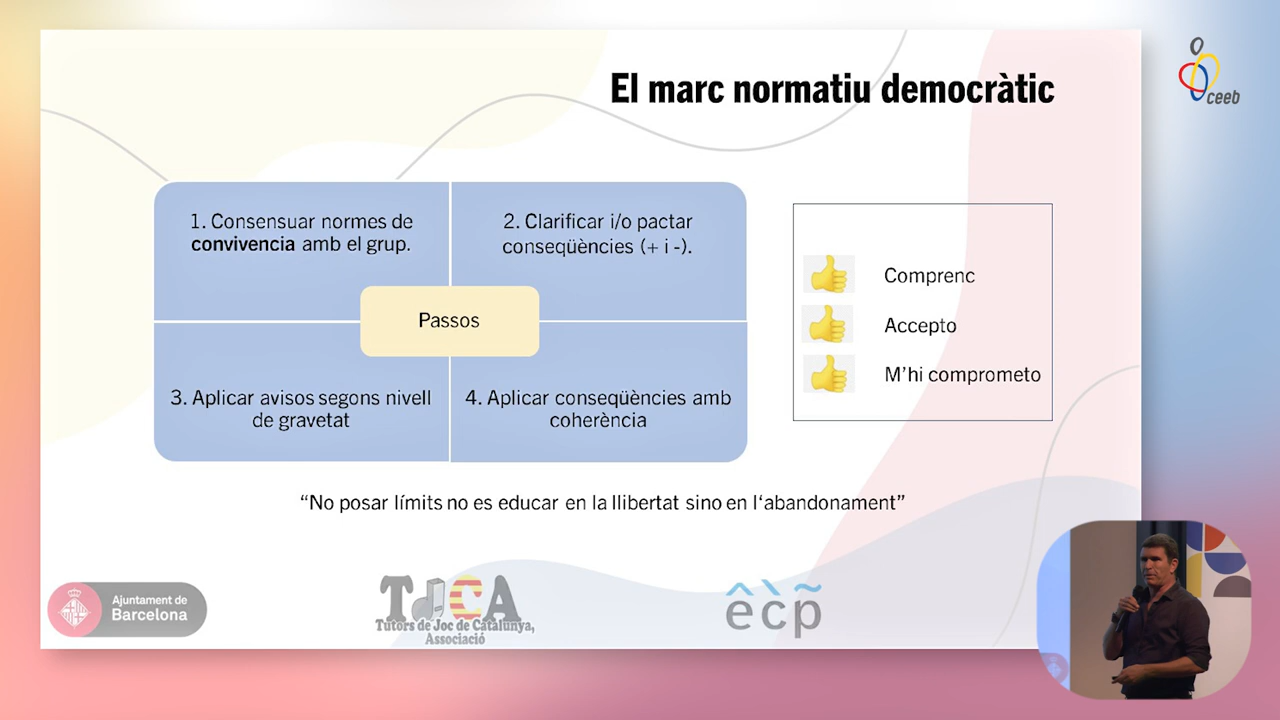 El marc normatiu democràtic
ceeb
1. Consensuar normes de
convivencia amb el grup.
2. Clarificar i/o pactar
conseqüències (+ i -).
Passos
3. Aplicar avisos segons nivell
de gravetat
4. Aplicar conseqüències amb
coherència
Comprenc
Accepto
M'hi comprometo
“No posar límits no es educar en la llibertat sino en l‘abandonament”
Ajuntament de
Barcelona
TJCA
Tutors de Joc de Catalunya,
Associació
ecp